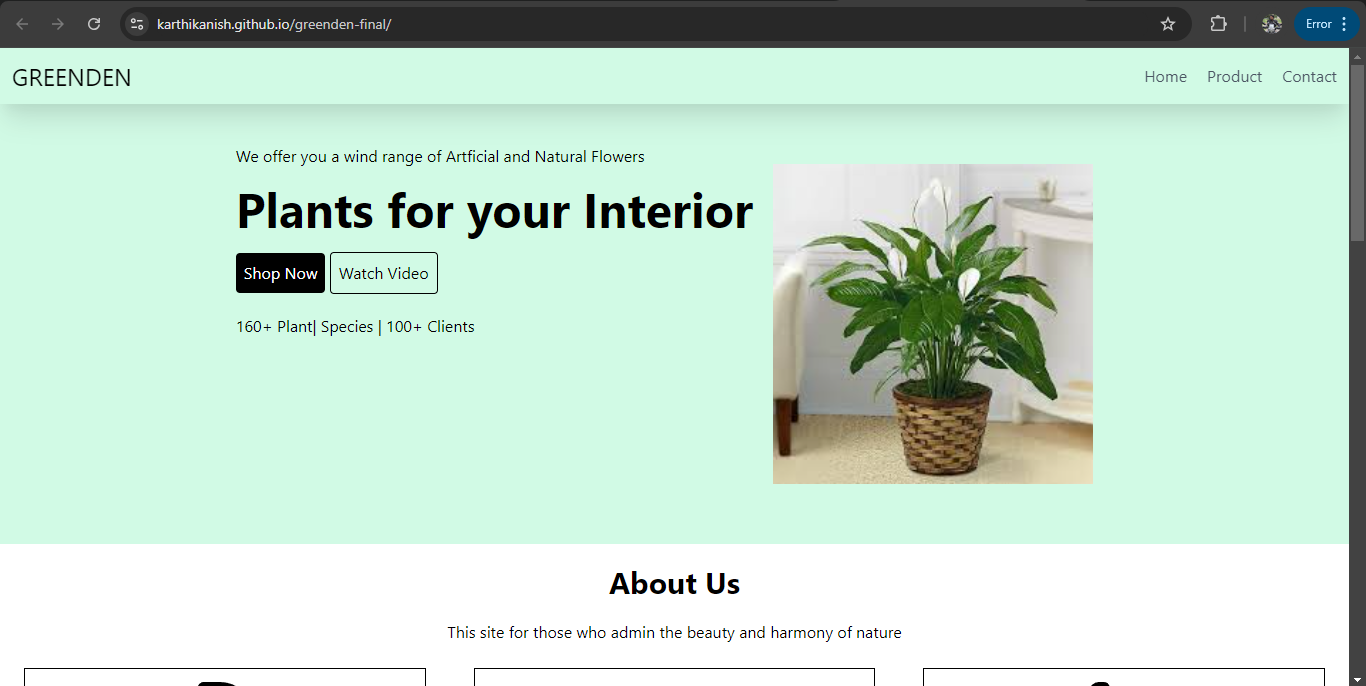 karthikanish.github.io/greenden-final/
Error
GREENDEN
Home Product Contact
We offer you a wind range of Artficial and Natural Flowers
Plants for your Interior
Shop Now Watch Video
160+ Plant| Species | 100+ Clients
About Us
This site for those who admin the beauty and harmony of nature